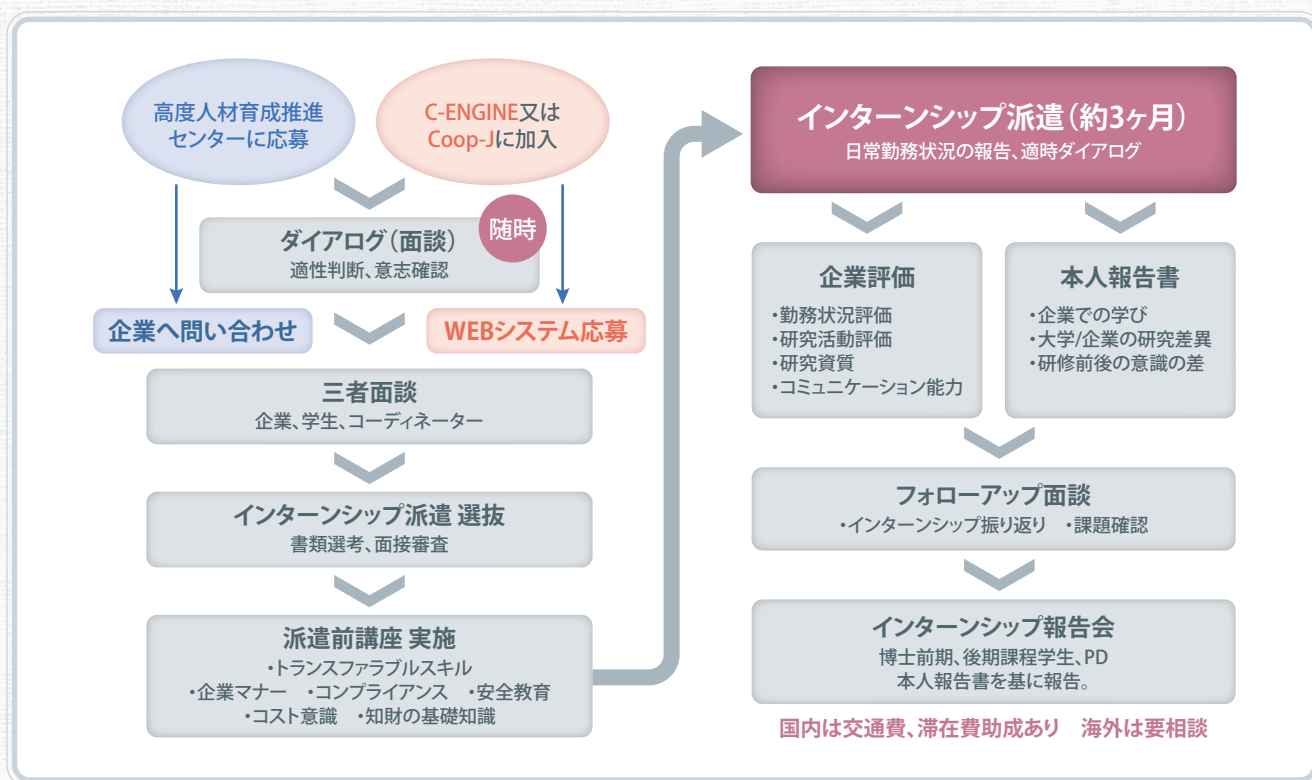 高度人材育成推進
センターに応募
C-ENGINE又は
Coop-Jに加入
ダイアログ（面談）
適性判断、意志確認
随時
企業へ問い合わせ
WEBシステム応募
三者面談
企業、学生、コーディネーター
インターンシップ派遣 選抜
書類選考、面接審査
派遣前講座 実施
・トランスファラブルスキル
・企業マナー ・コンプライアンス ・安全教育
・コスト意識 ・知財の基礎知識
インターンシップ派遣（約3ヶ月）
日常勤務状況の報告、適時ダイアログ
企業評価
・勤務状況評価
・研究活動評価
・研究資質
・コミュニケーション能力
本人報告書
・企業での学び
・大学/企業の研究差異
・研修前後の意識の差
フォローアップ面談
・インターンシップ振り返り ・課題確認
インターンシップ報告会
博士前期、後期課程学生、PD
本人報告書を基に報告。
国内は交通費、滞在費助成あり 海外は要相談